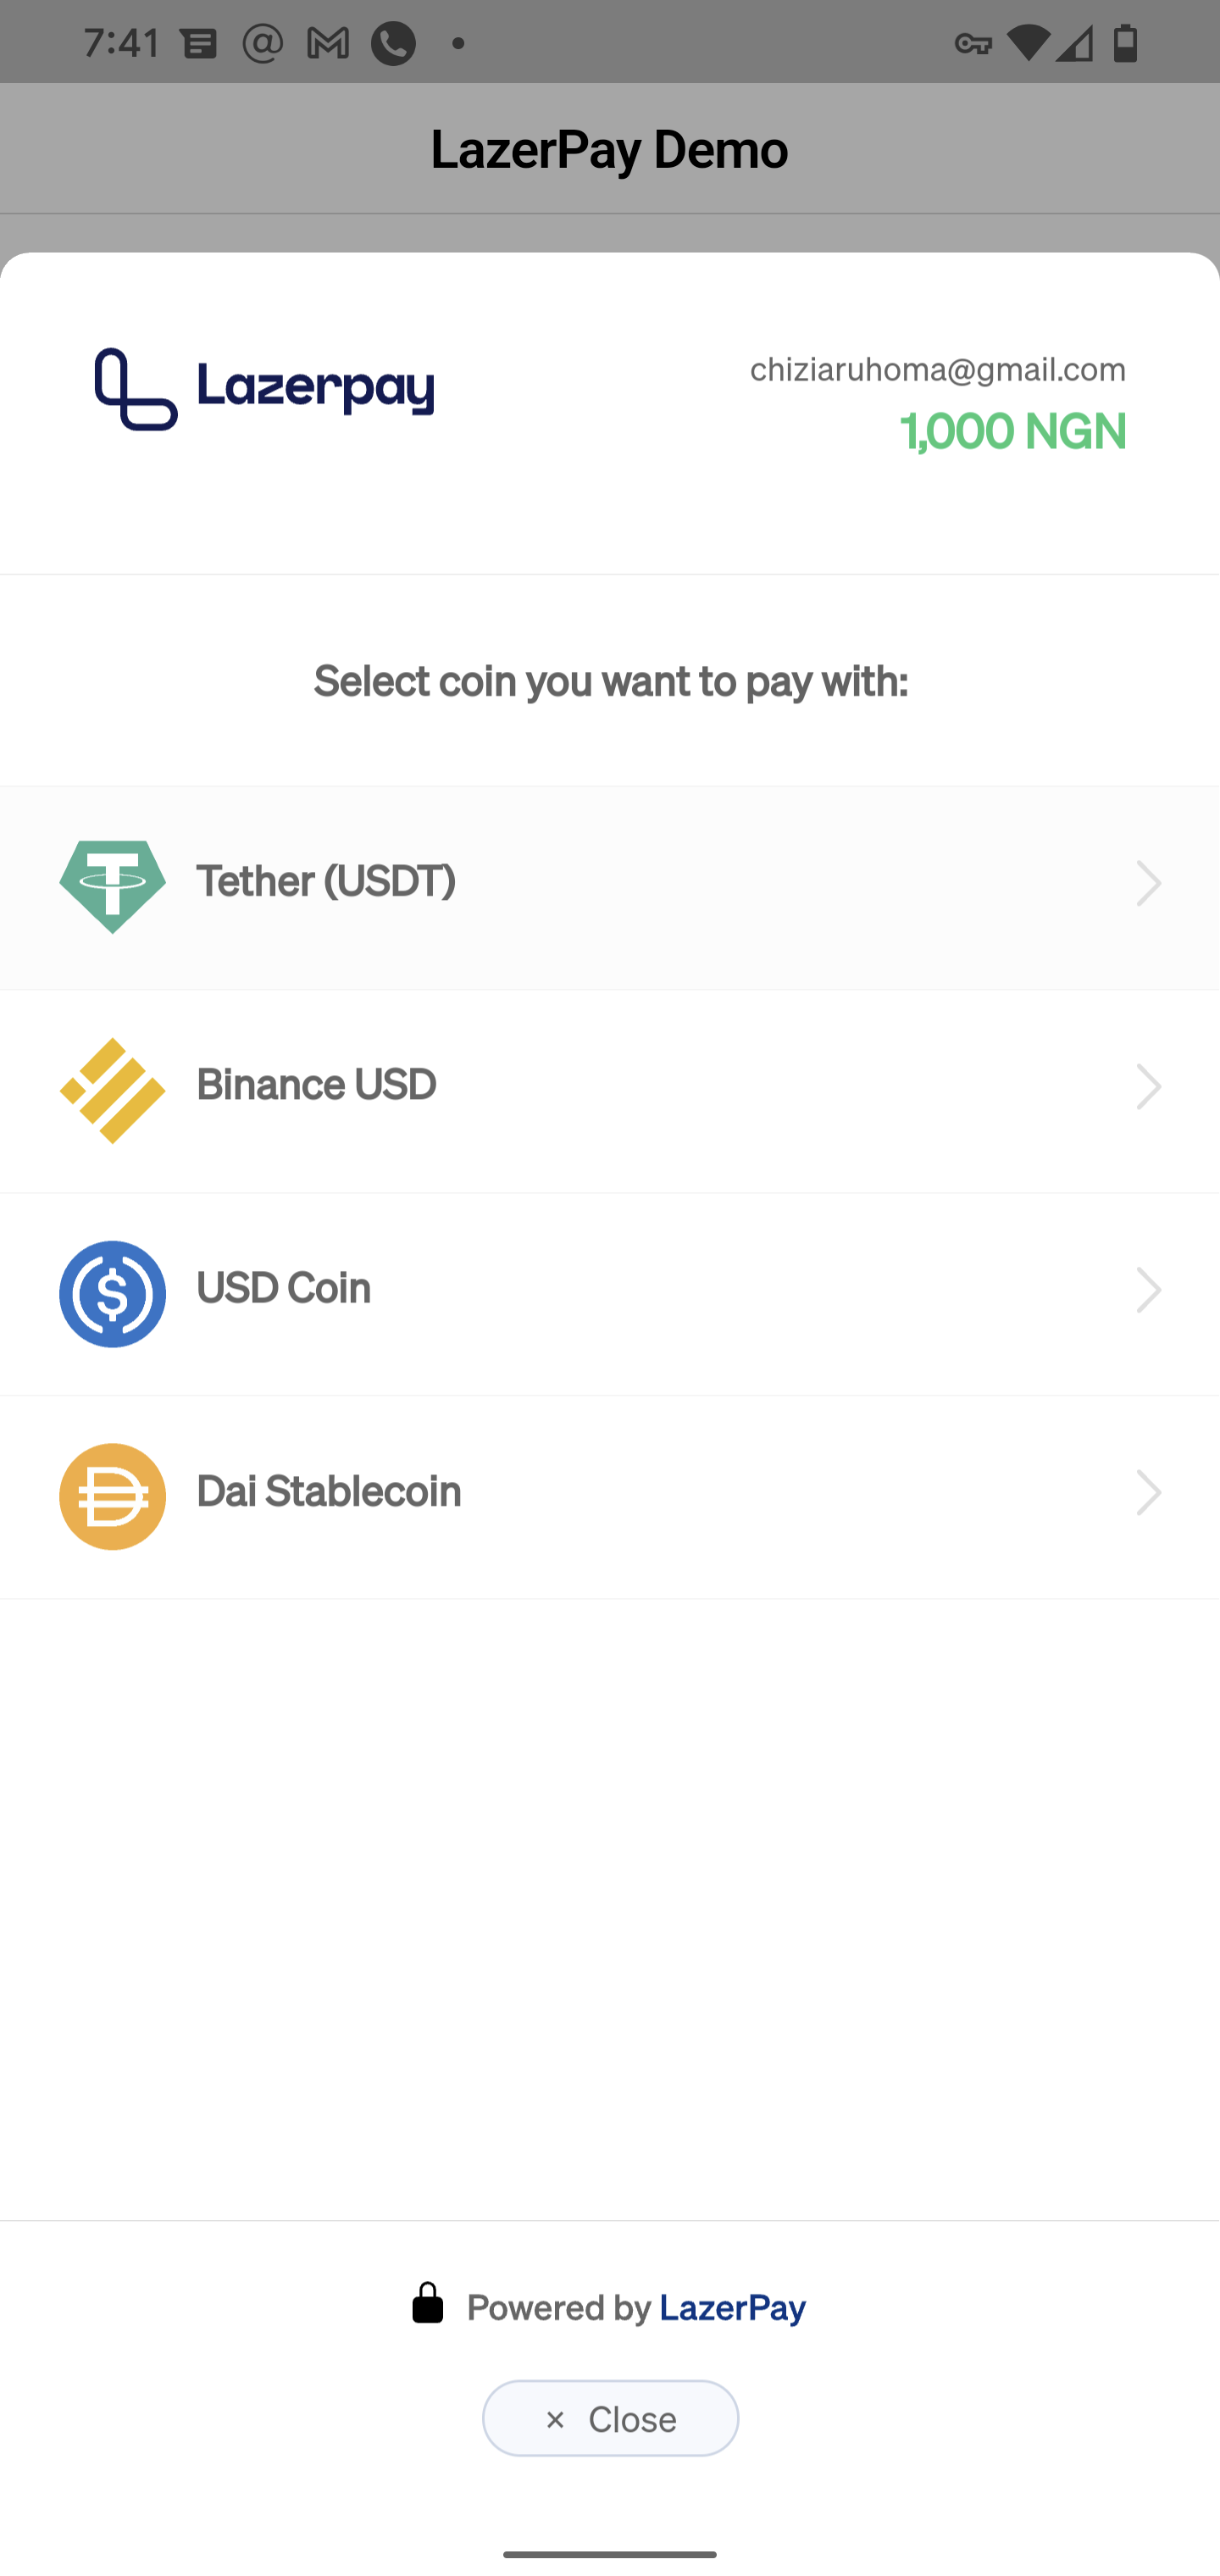 7:41
LazerPay Demo
Lazerpay
chiziaruhoma@gmail.com
1,000 NGN
Select coin you want to pay with:
Tether (USDT)
Binance USD
USD Coin
Dai Stablecoin
Powered by LazerPay
× Close